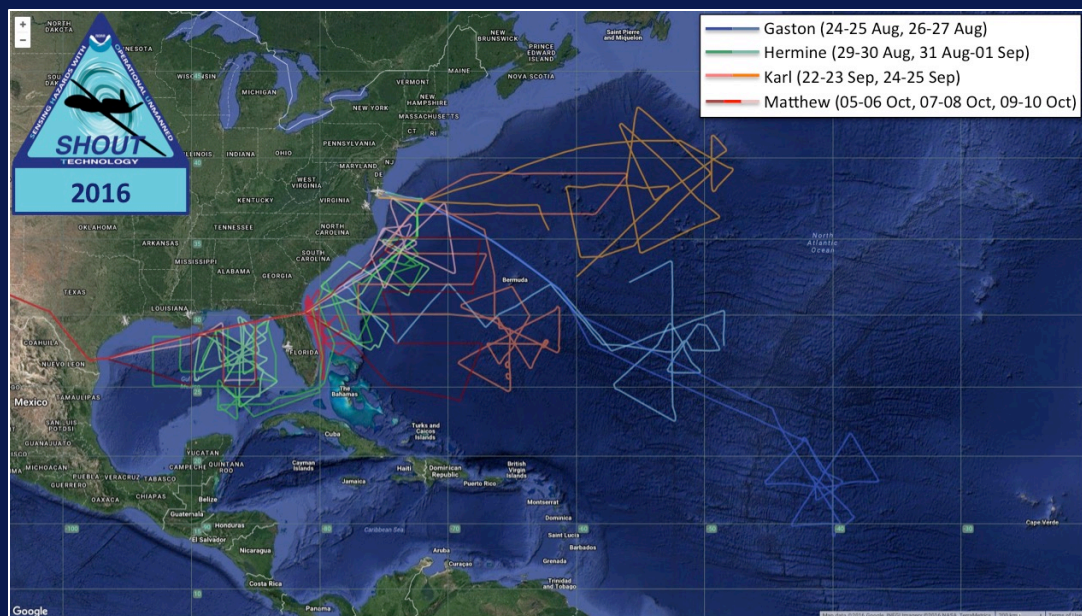 Gaston (24-25 Aug, 26-27 Aug)
Hermine (29-30 Aug, 31 Aug-01 Sep)
Karl (22-23 Sep, 24-25 Sep)
Matthew (05-06 Oct, 07-08 Oct, 09-10 Oct)
SENSING HAZARDS WITH OPERATIONAL UNMANNED
SHOUT
TECHNOLOGY
2016
+
−
NORTH
DAKOTA
WISCONSIN
MICHIGAN
ILLINOIS
INDIANA
OHIO
PENNSYLVANIA
MARYLAND
NJ
DE
WEST
VIRGINIA
VIRGINIA
KENTUCKY
TENNESSEE
NORTH
CAROLINA
SOUTH
CAROLINA
OKLAHOMA
ARKANSAS
MISSISSIPPI
ALABAMA
GEORGIA
TEXAS
LOUISIANA
FLORIDA
NEW
BRUNSWICK
PRINCE
EDWARD
ISLAND
NOVA SCOTIA
Saint Pierre
and Miquelon
MAINE
VERMONT
NEW YORK
NEW
HAMPSHIRE
MASSACHUSETTS
CT
RI
Bermuda
North
Atlantic
Ocean
COAHUILA
NUEVO LEON
TAMAULIPAS
Mexico
SAN LUIS
POTOSI
GUANAJUATO
MICHOACAN
PUEBLA
VERACRUZ
TABASCO
GUERRERO
OAXACA
CHIAPAS
YUCATAN
CAMPECHE
QUINTANA
ROO
Belize
Guatemala
Honduras
El Salvador
Nicaragua
Costa Rica
Panama
The
Bahamas
Cuba
Cayman
Islands
Jamaica
Haiti
Dominican
Republic
Puerto Rico
Turks and
Caicos
Islands
British
Virgin
Islands
Montserrat
Dominica
Saint Lucia
Barbados
Grenada
Trinidad
and Tobago
Aruba
Curaçao
Caribbean Sea
Cape Verde
Google